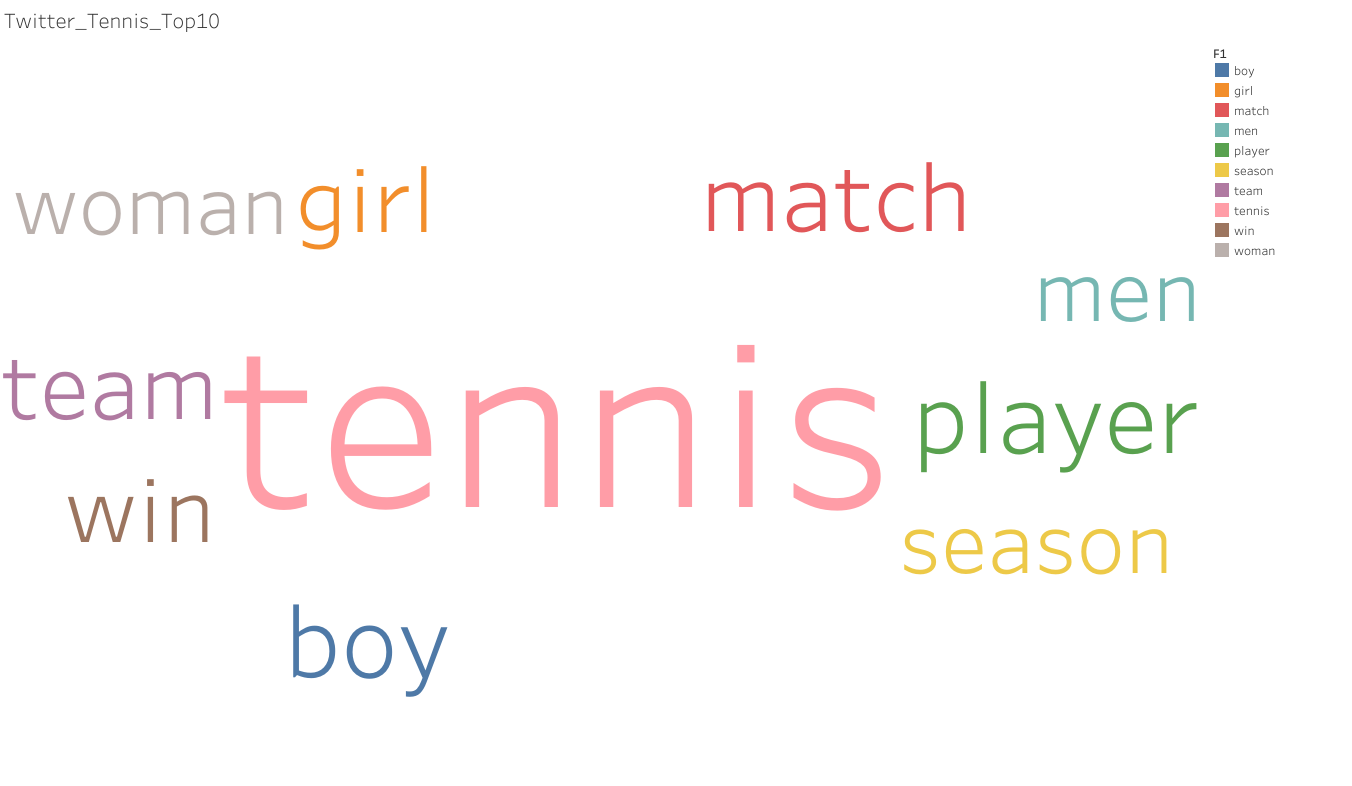 Twitter_Tennis_Top10
F1
boy
girl
match
men
player
season
team
tennis
win
woman
woman girl match
men
team tennis player
win season
boy